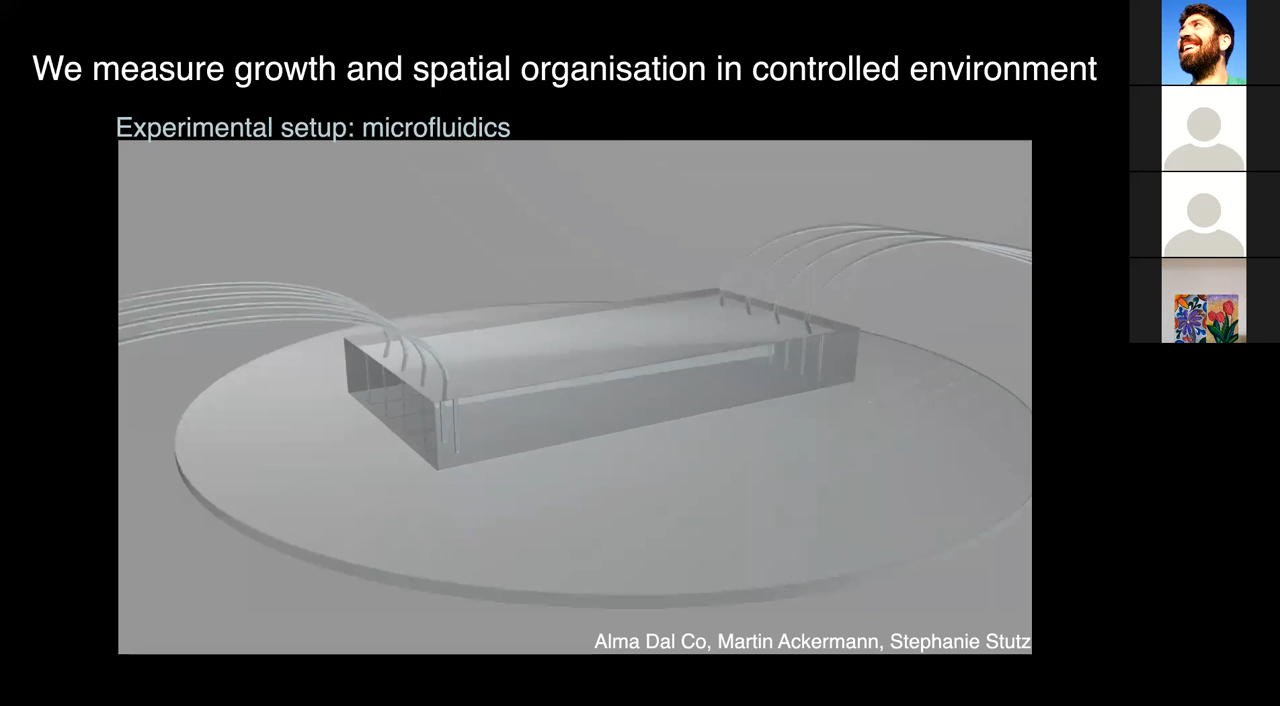 We measure growth and spatial organisation in controlled environment
Experimental setup: microfluidics
Alma Dal Co, Martin Ackermann, Stephanie Stutz